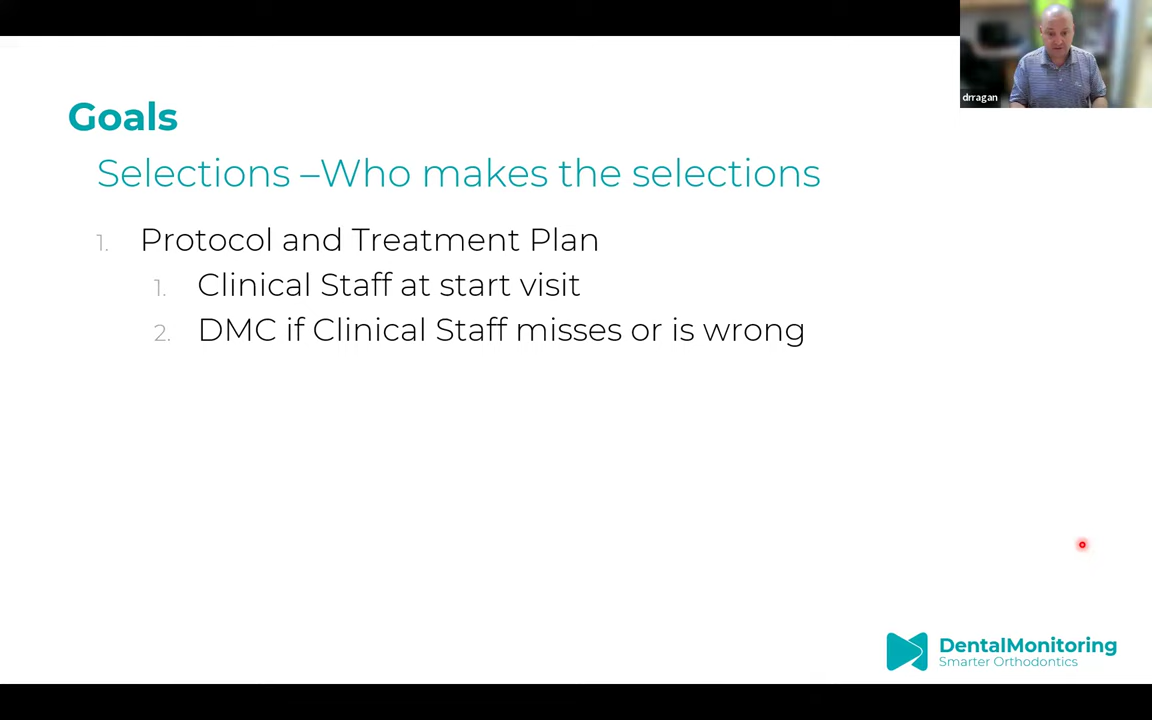 drragan
Goals
Selections –Who makes the selections
1. Protocol and Treatment Plan
1. Clinical Staff at start visit
2. DMC if Clinical Staff misses or is wrong
DentalMonitoring
Smarter Orthodontics